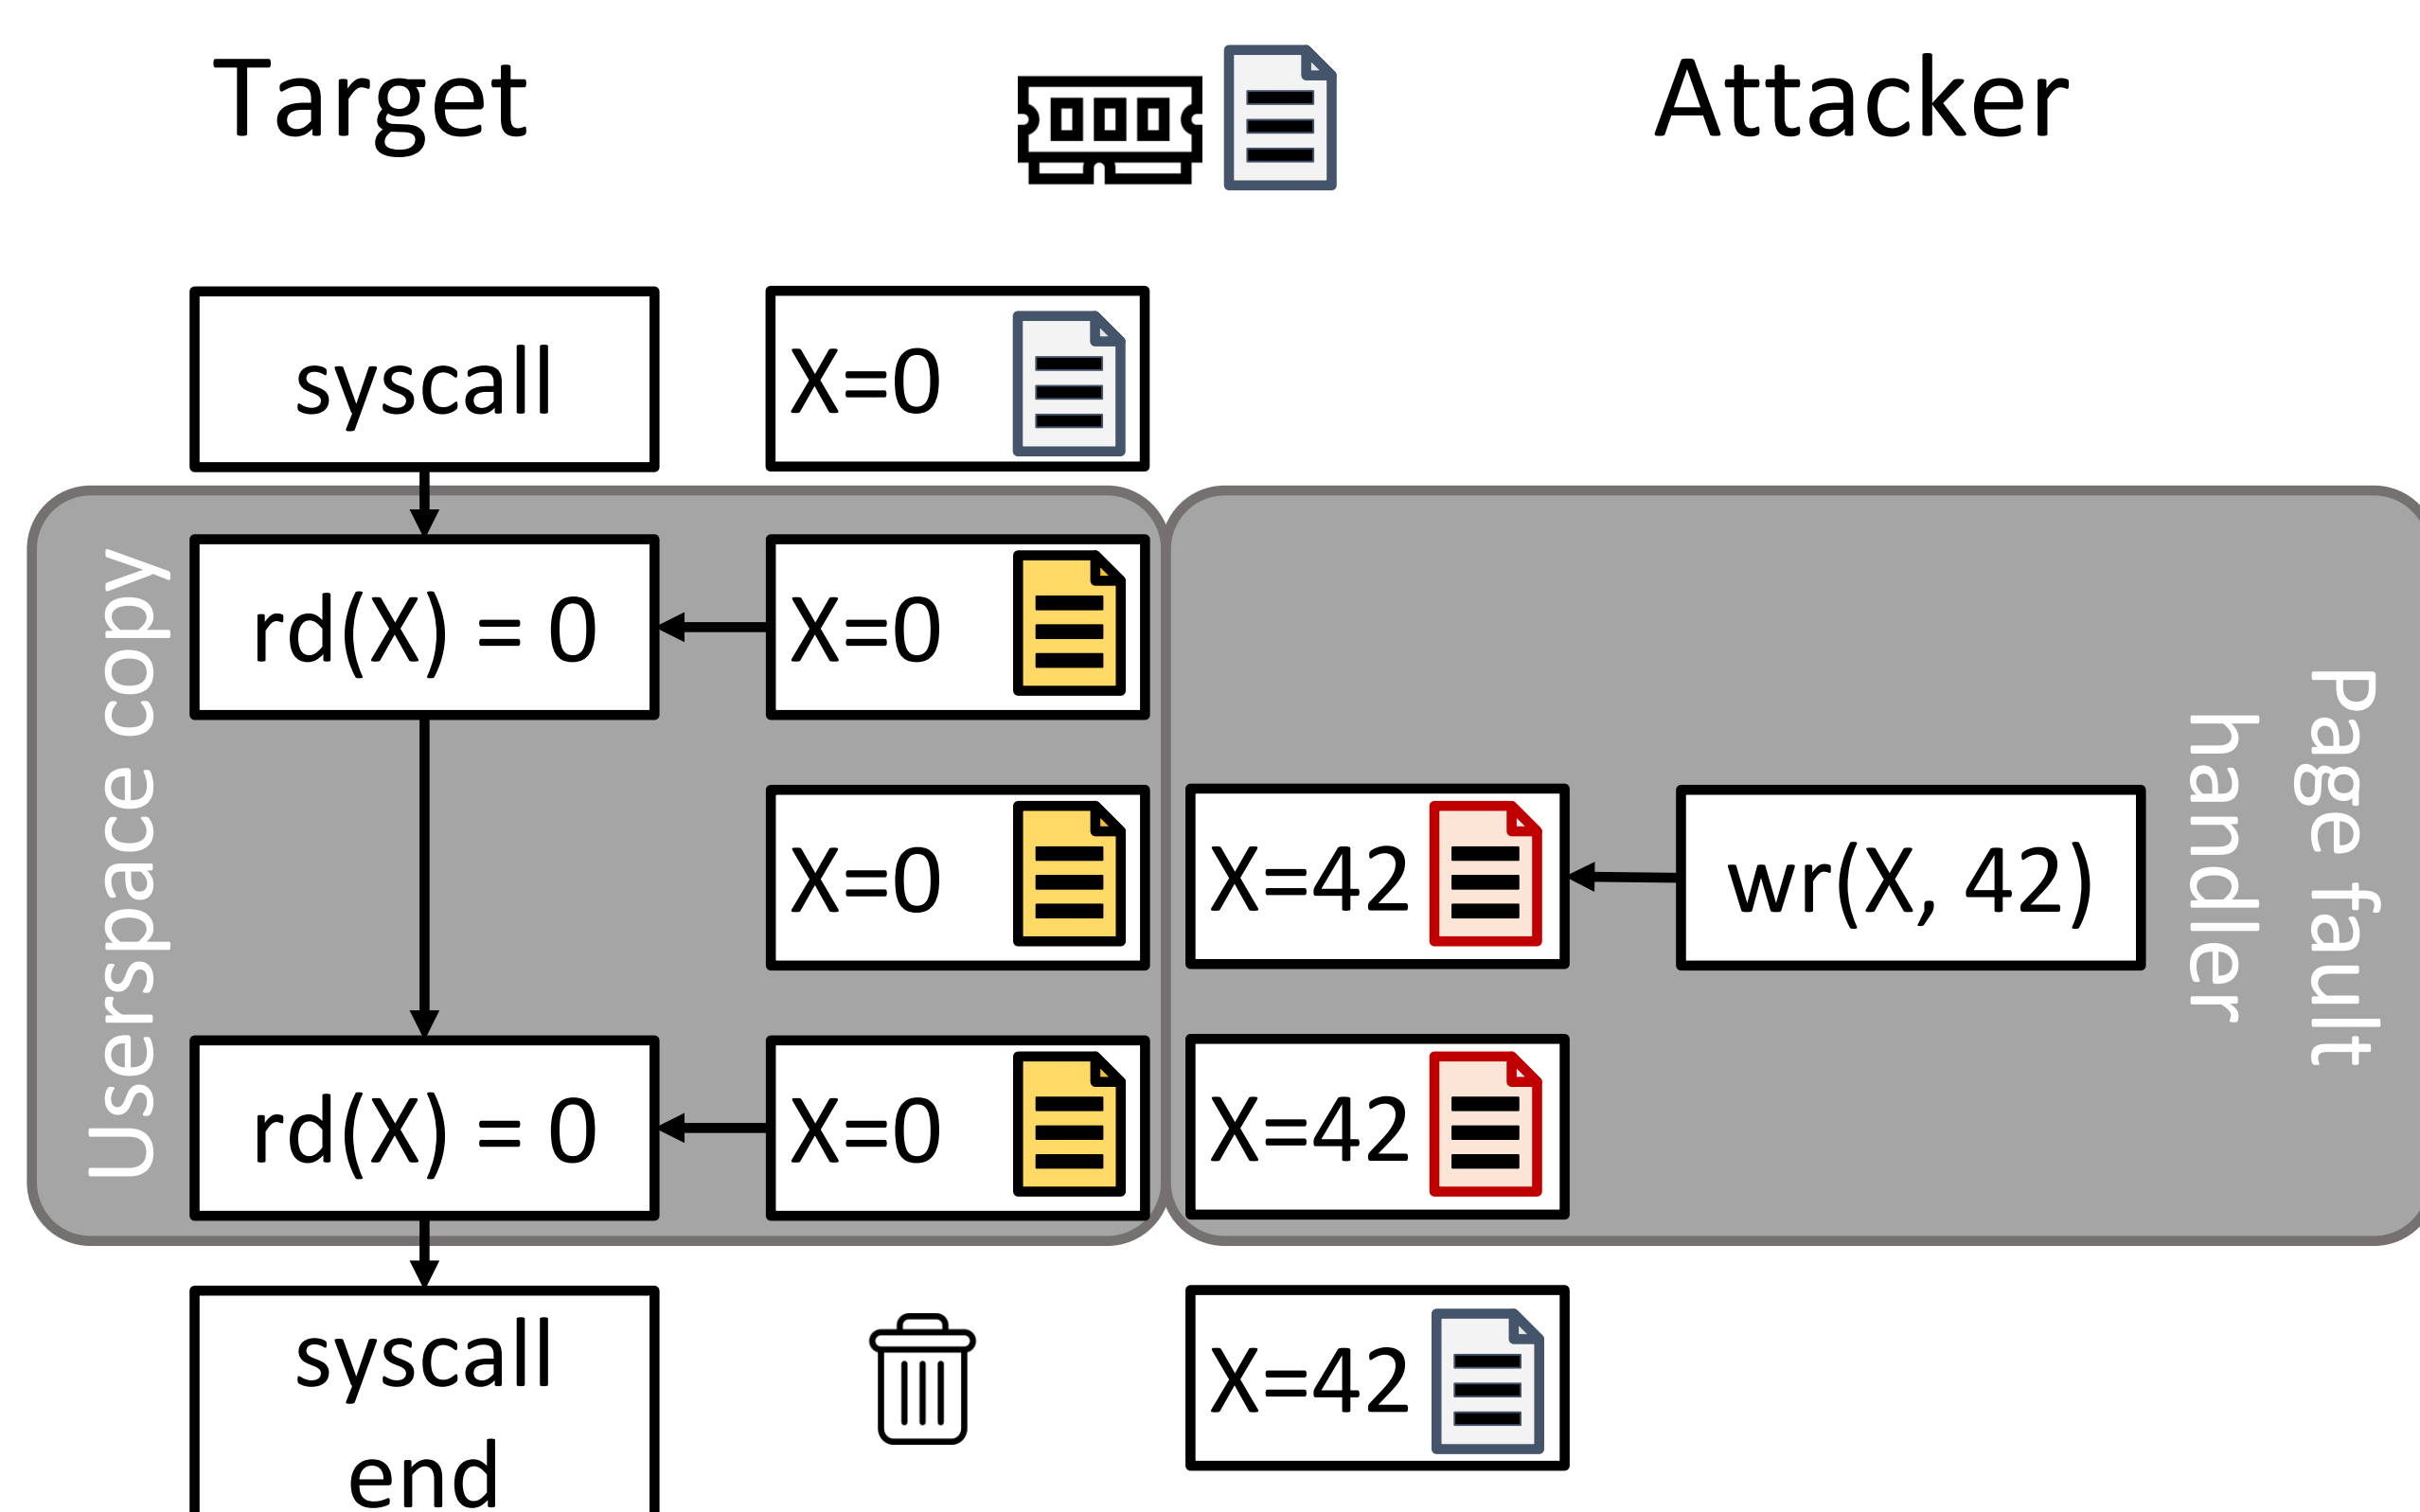 Target
Attacker
syscall
X=0
Userspace copy
rd(X) = 0
X=0
Page fault
handler
X=0
X=42
wr(X, 42)
rd(X) = 0
X=0
X=42
syscall
end
X=42